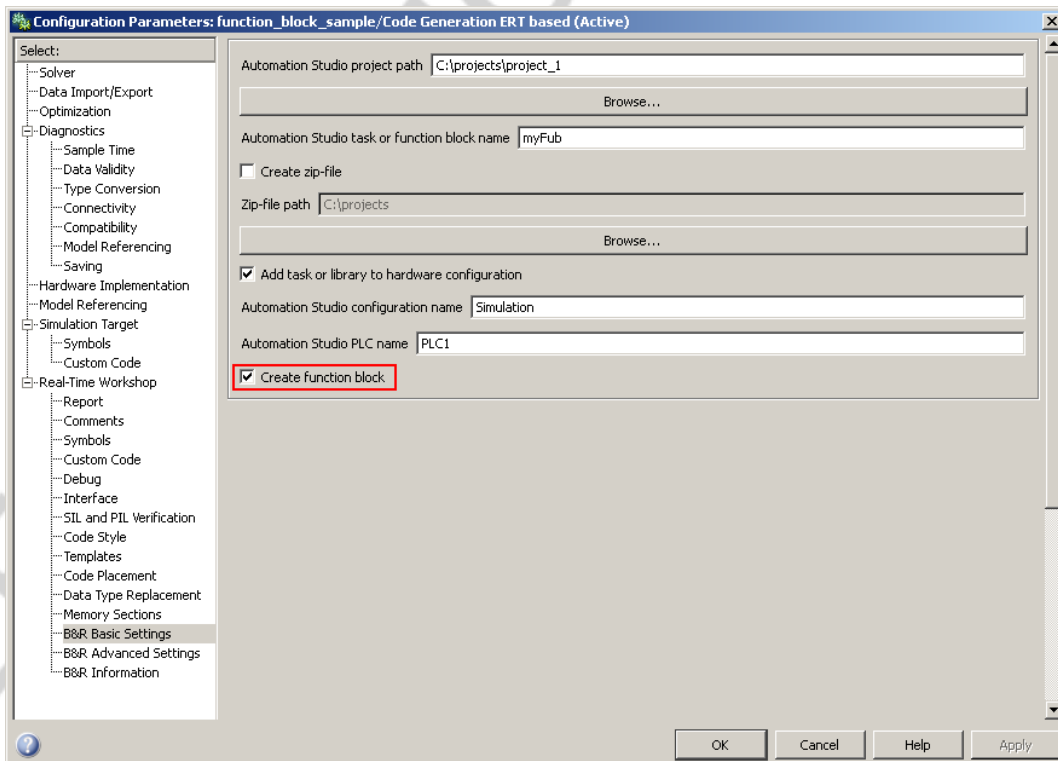 Configuration Parameters: function_block_sample/Code Generation ERT based (Active)
Select:
Solver
Data Import/Export
Optimization
Diagnostics
Sample Time
Data Validity
Type Conversion
Connectivity
Compatibility
Model Referencing
Saving
Hardware Implementation
Model Referencing
Simulation Target
Symbols
Custom Code
Real-Time Workshop
Report
Comments
Symbols
Custom Code
Debug
Interface
SIL and PIL Verification
Code Style
Templates
Code Placement
Data Type Replacement
Memory Sections
B&R Basic Settings
B&R Advanced Settings
B&R Information
Automation Studio project path C:\projects\project_1
Browse...
Automation Studio task or function block name myFub
Create zip-file
Zip-file path C:\projects
Browse...
Add task or library to hardware configuration
Automation Studio configuration name Simulation
Automation Studio PLC name PLC1
Create function block
OK Cancel Help Apply